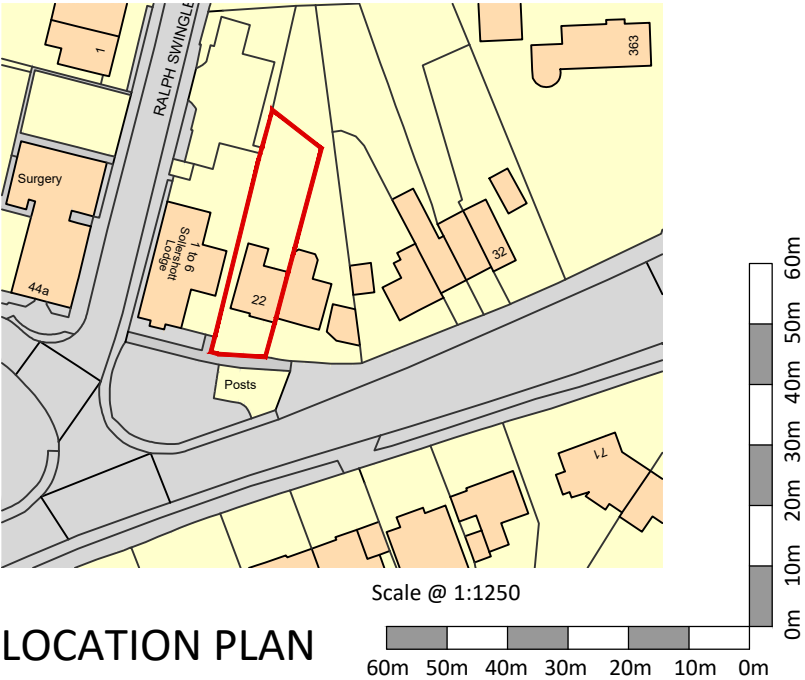 1
RALPH SWINGLE
363
Surgery
1 to 6
Sollershott
Lodge
32
44a
22
Posts
71
60m
50m
40m
30m
20m
10m
0m
Scale @ 1:1250
LOCATION PLAN
60m 50m 40m 30m 20m 10m 0m